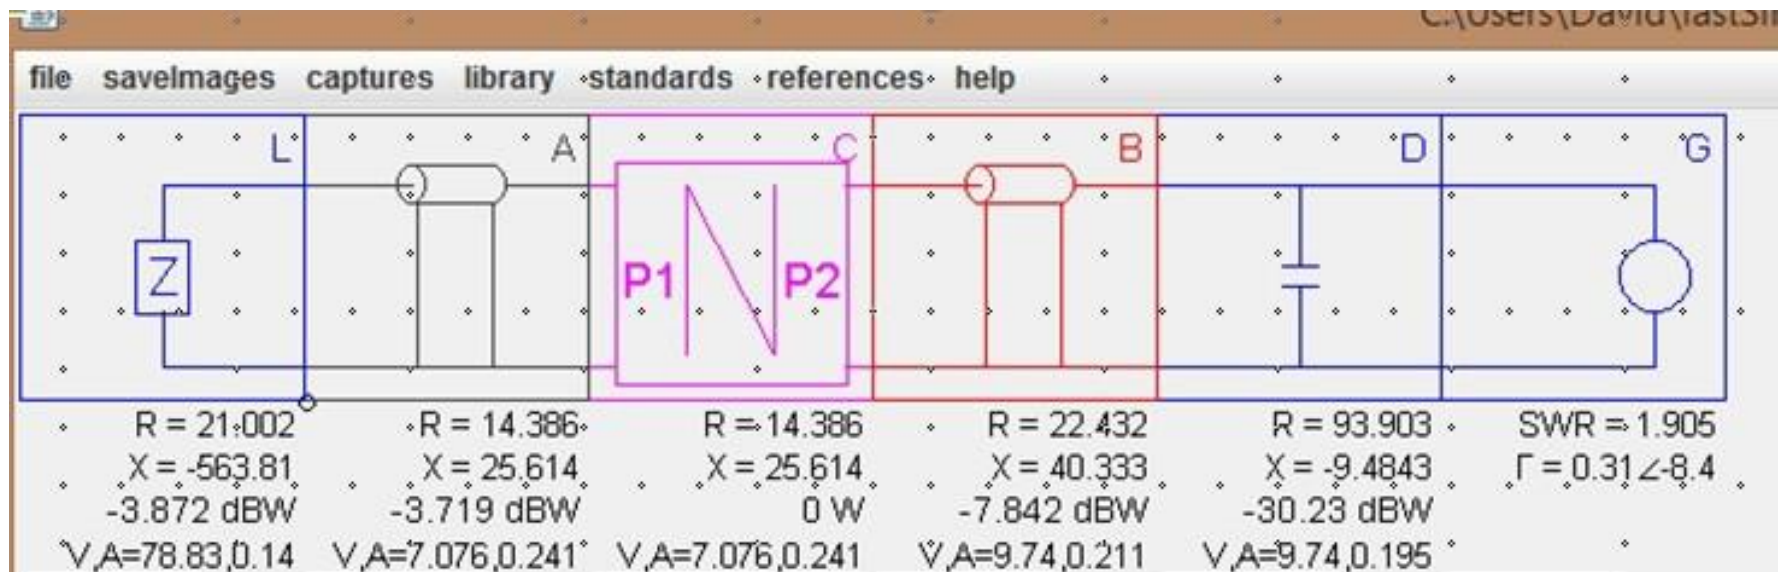 C:\Users\David\fastSim
file saveImages captures library standards references help
L A C B D G
Z P1 N P2
R = 21.002 R = 14.386 R = 14.386 R = 22.432 R = 93.903 SWR = 1.905
X = -563.81 X = 25.614 X = 25.614 X = 40.333 X = -9.4843 Γ = 0.31∠-8.4
-3.872 dBW -3.719 dBW 0 W -7.842 dBW -30.23 dBW
V,A=78.83,0.14 V,A=7.076,0.241 V,A=7.076,0.241 V,A=9.74,0.211 V,A=9.74,0.195